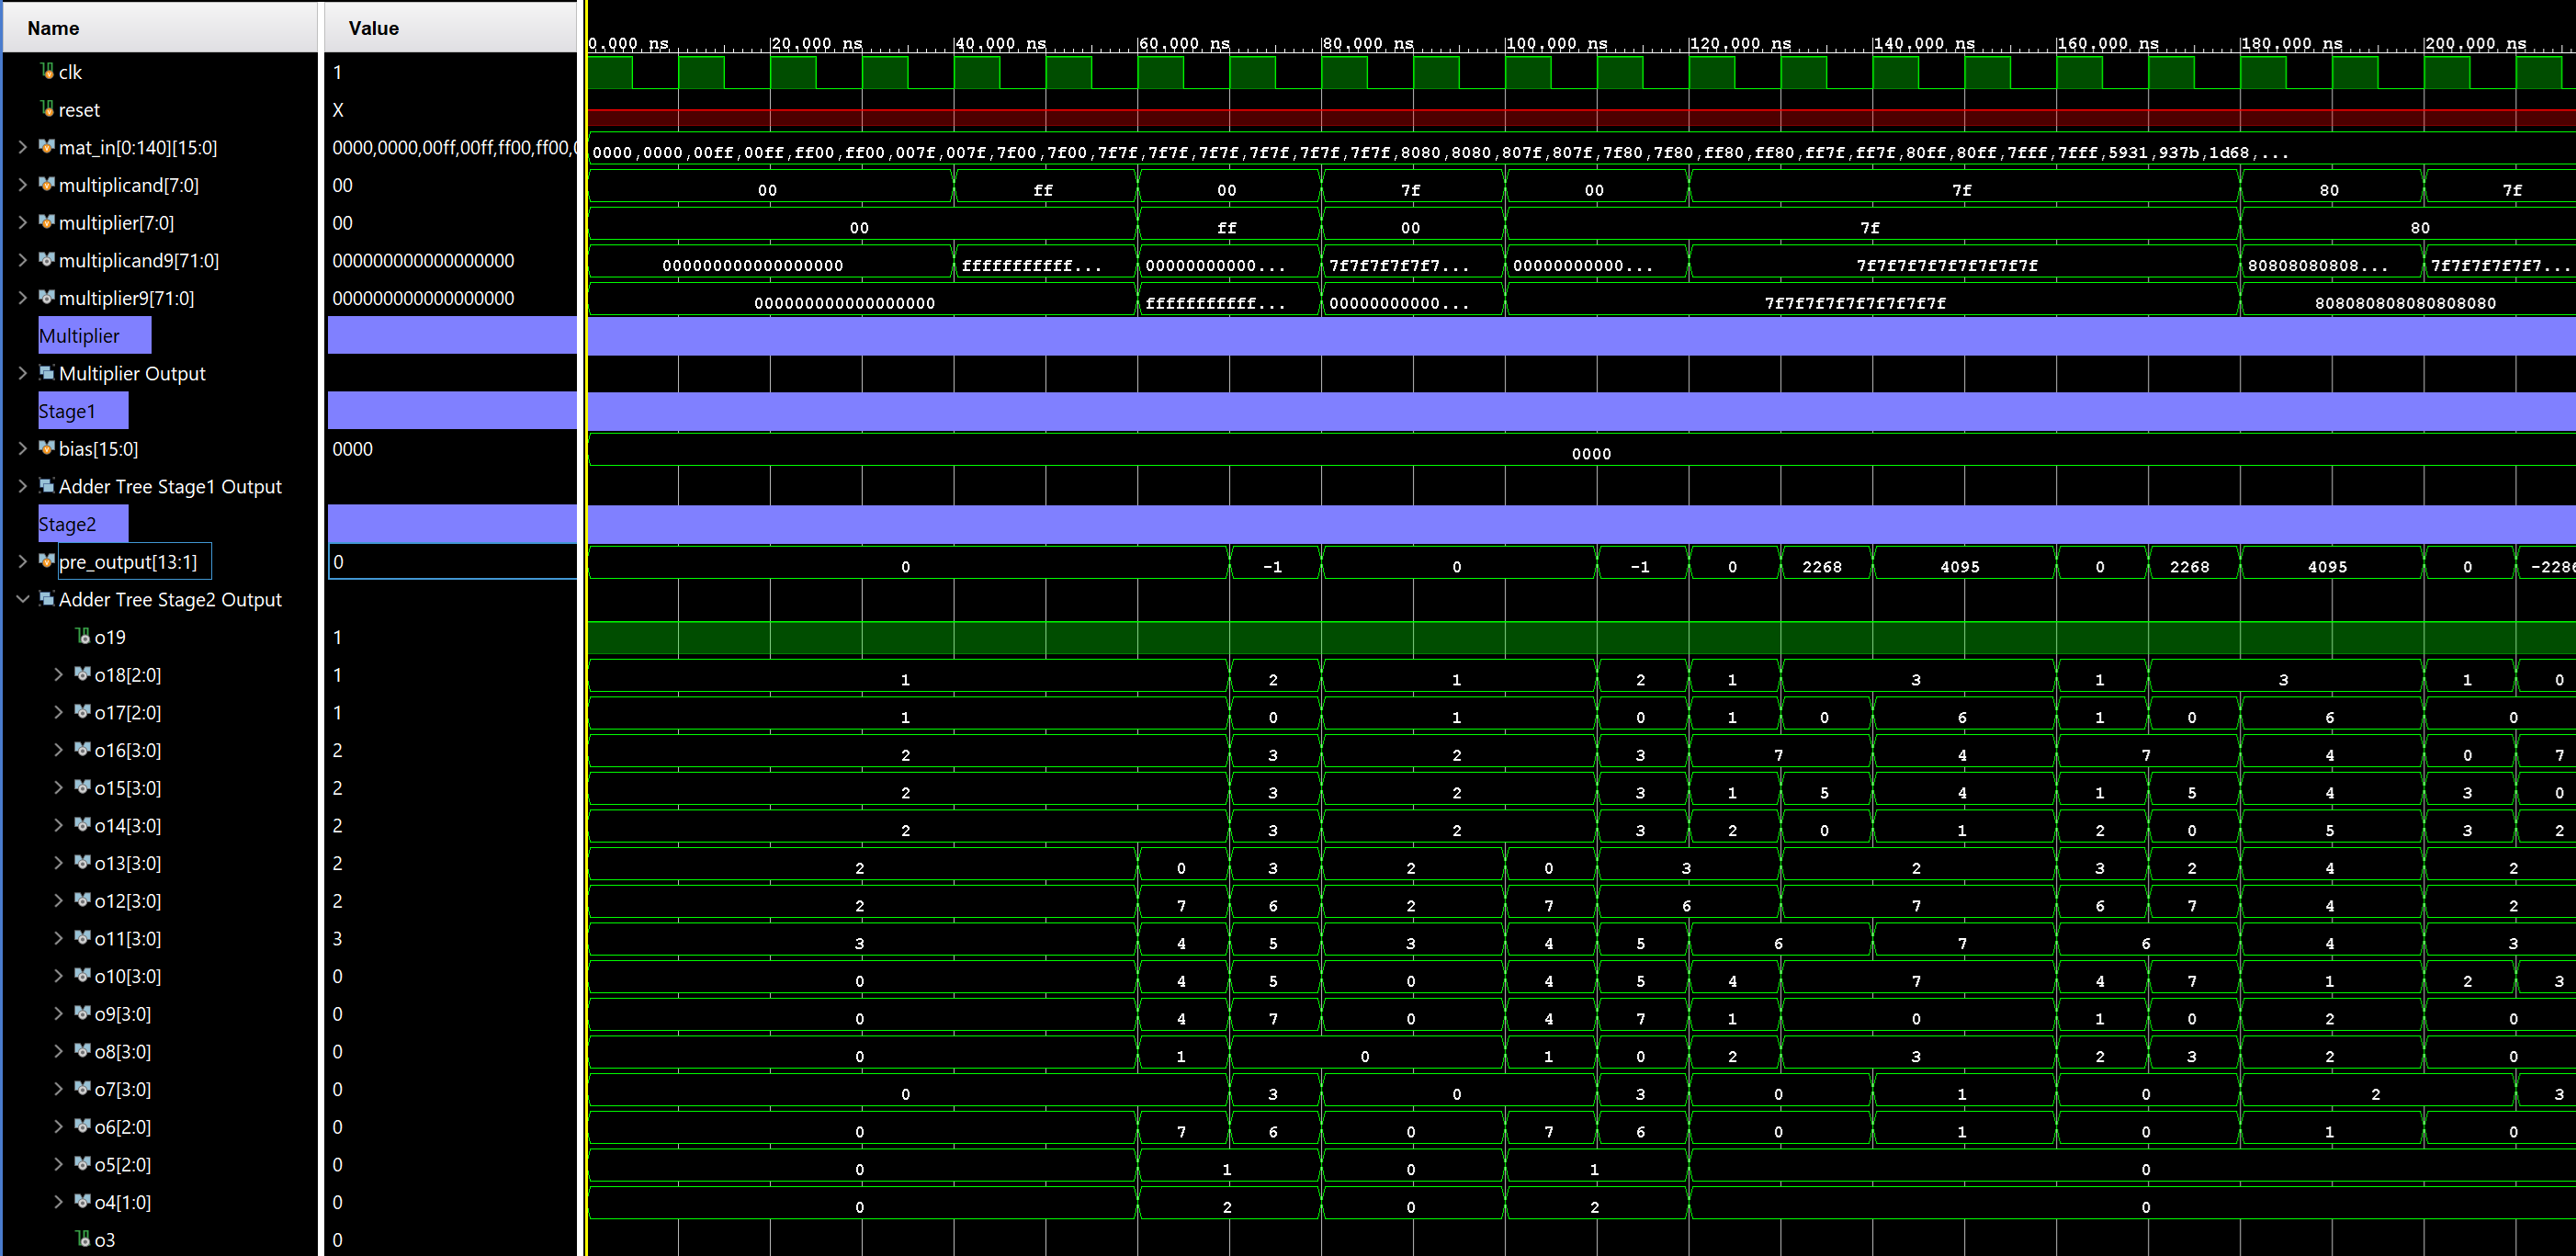 Name Value
0.000 ns 20.000 ns 40.000 ns 60.000 ns 80.000 ns 100.000 ns 120.000 ns 140.000 ns 160.000 ns 180.000 ns 200.000 ns
clk 1
reset X
mat_in[0:140][15:0] 0000,0000,00ff,00ff,ff00,ff00, 0000,0000,00ff,00ff,ff00,ff00,007f,007f,7f00,7f00,7f7f,7f7f,7f7f,7f7f,7f7f,7f7f,8080,8080,807f,807f,7f80,7f80,ff80,ff80,ff7f,ff7f,80ff,80ff,7fff,7fff,5931,937b,1d68,...
multiplicand[7:0] 00 00 ff 00 7f 00 7f 80 7f
multiplier[7:0] 00 00 ff 00 7f 80
multiplicand9[71:0] 000000000000000000 000000000000000000 fffffffffff... 00000000000... 7f7f7f7f7f7... 00000000000... 7f7f7f7f7f7f7f7f7f 80808080808... 7f7f7f7f7f7...
multiplier9[71:0] 000000000000000000 000000000000000000 fffffffffff... 00000000000... 7f7f7f7f7f7f7f7f7f 808080808080808080
Multiplier
Multiplier Output
Stage1
bias[15:0] 0000 0000
Adder Tree Stage1 Output
Stage2
pre_output[13:1] 0 0 -1 0 -1 0 2268 4095 0 2268 4095 0 -2286
Adder Tree Stage2 Output
o19 1
o18[2:0] 1 1 2 1 2 1 3 1 3 1 0
o17[2:0] 1 1 0 1 0 1 0 6 1 0 6 0
o16[3:0] 2 2 3 2 3 7 4 7 4 0 7
o15[3:0] 2 2 3 2 3 1 5 4 1 5 4 3 0
o14[3:0] 2 2 3 2 3 2 0 1 2 0 5 3 2
o13[3:0] 2 2 0 3 2 0 3 2 3 2 4 2
o12[3:0] 2 2 7 6 2 7 6 7 6 7 4 2
o11[3:0] 3 3 4 5 3 4 5 6 7 6 4 3
o10[3:0] 0 0 4 5 0 4 5 4 7 4 7 1 2 3
o9[3:0] 0 0 4 7 0 4 7 1 0 1 0 2 0
o8[3:0] 0 0 1 0 1 0 2 3 2 3 2 0
o7[3:0] 0 0 3 0 3 0 1 0 2 3
o6[2:0] 0 0 7 6 0 7 6 0 1 0 1 0
o5[2:0] 0 0 1 0 1 0
o4[1:0] 0 0 2 0 2 0
o3 0